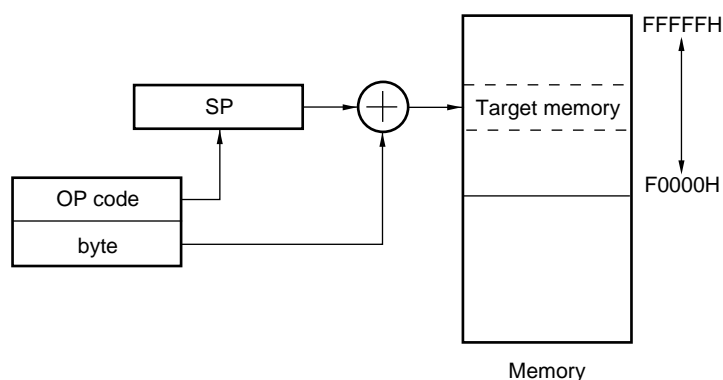 FFFFFH
SP
Target memory
OP code
F0000H
byte
Memory